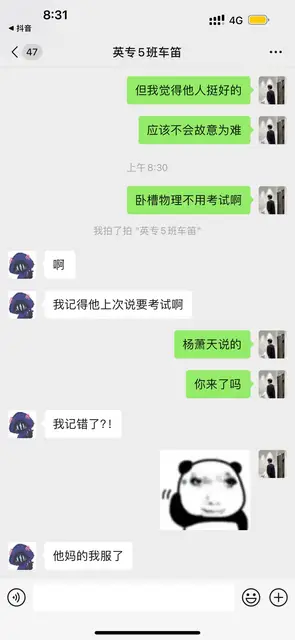 8:31
4G
抖音
47
英专5班车笛
但我觉得他人挺好的
应该不会故意为难
上午8:30
卧槽物理不用考试啊
我拍了拍 "英专5班车笛"
啊
我记得他上次说要考试啊
杨萧天说的
你来了吗
我记错了?!
他妈的我服了